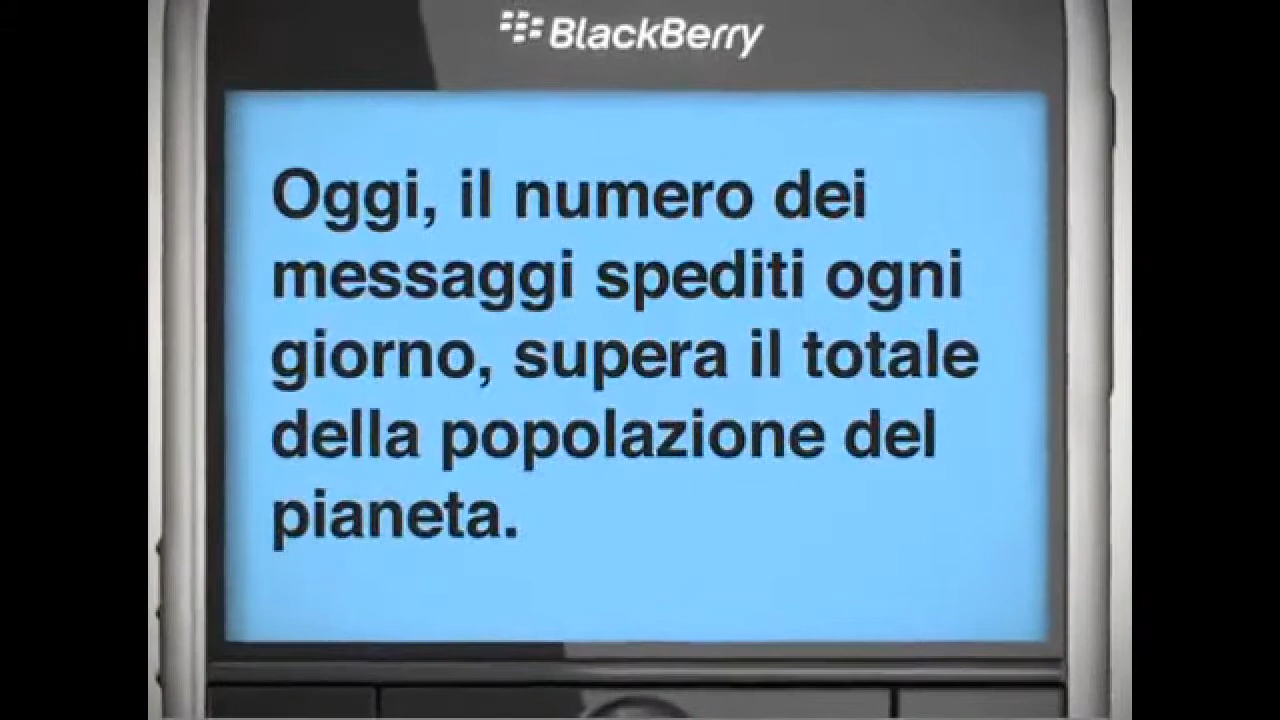 BlackBerry
Oggi, il numero dei
messaggi spediti ogni
giorno, supera il totale
della popolazione del
pianeta.